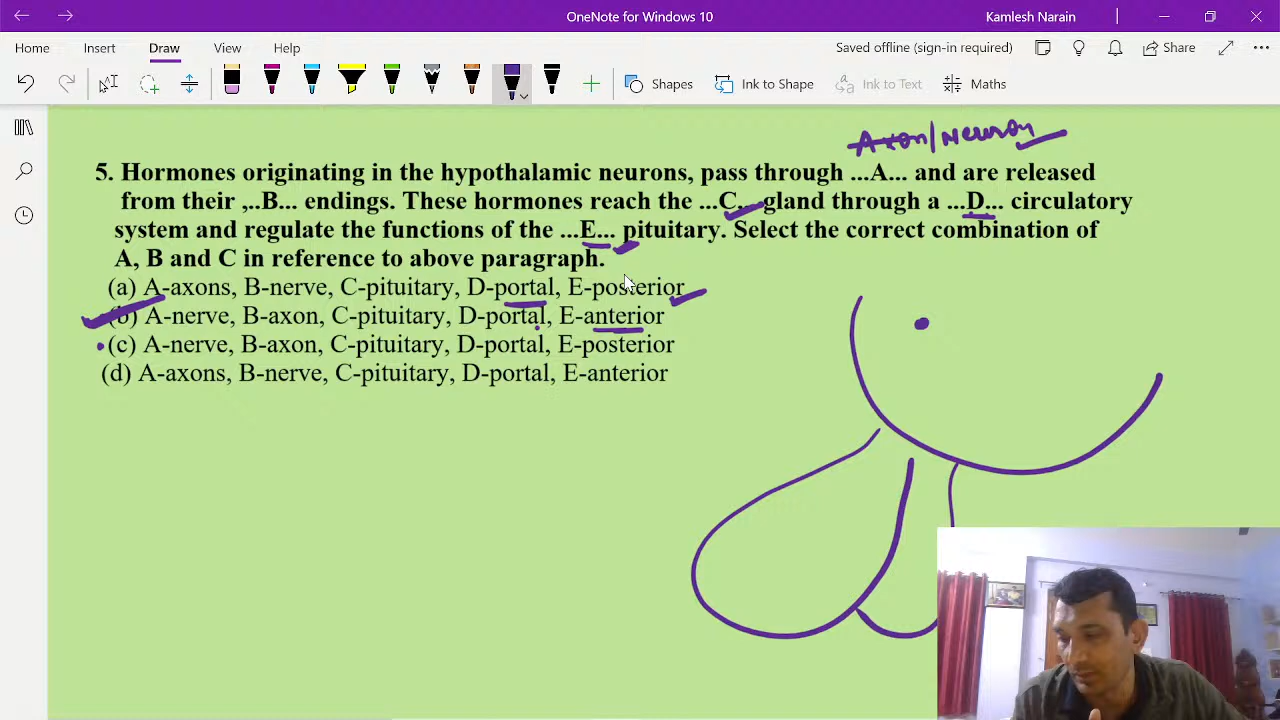 OneNote for Windows 10
Kamlesh Narain
Home Insert Draw View Help
Saved offline (sign-in required)
Share
Shapes
Ink to Shape
Ink to Text
Maths
Axon/Neuron
5. Hormones originating in the hypothalamic neurons, pass through ...A... and are released
from their ,..B... endings. These hormones reach the ...C... gland through a ...D... circulatory
system and regulate the functions of the ...E... pituitary. Select the correct combination of
A, B and C in reference to above paragraph.
(a) A-axons, B-nerve, C-pituitary, D-portal, E-posterior
(b) A-nerve, B-axon, C-pituitary, D-portal, E-anterior
(c) A-nerve, B-axon, C-pituitary, D-portal, E-posterior
(d) A-axons, B-nerve, C-pituitary, D-portal, E-anterior